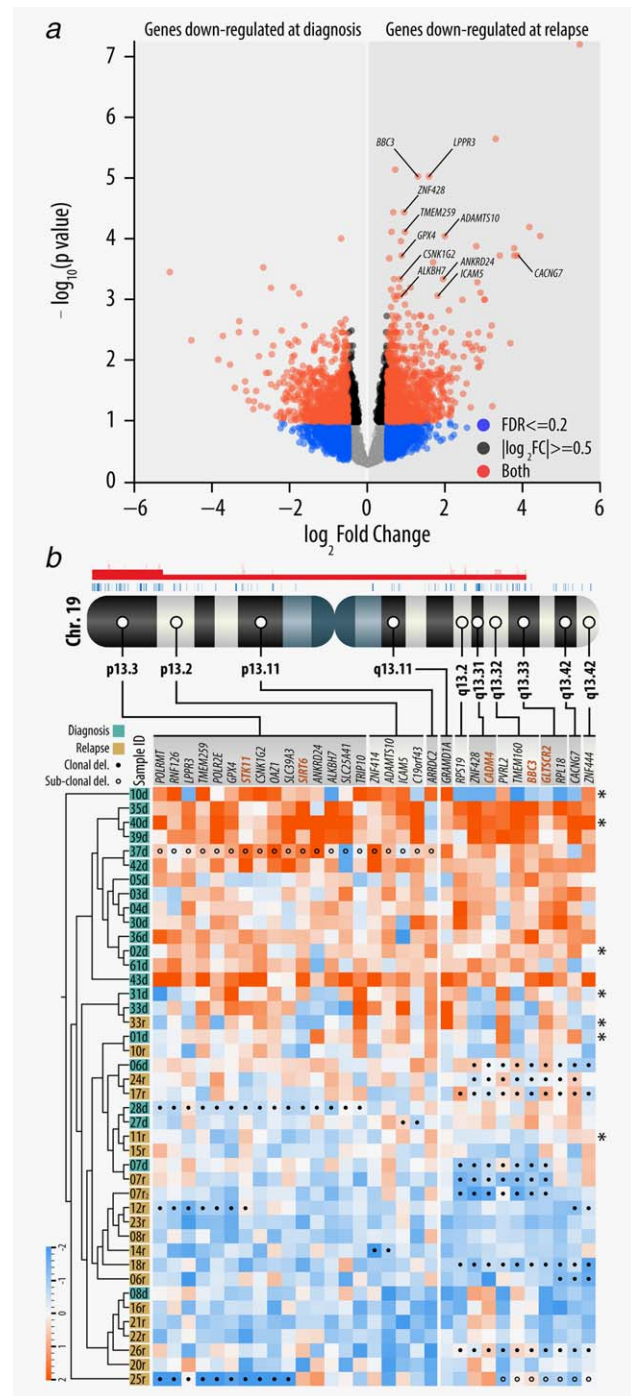 a
Genes down-regulated at diagnosis
Genes down-regulated at relapse
7
6
5
4
3
2
1
0
− log10(p value)
BBC3
LPPR3
ZNF428
TMEM259
ADAMTS10
GPX4
CSNK1G2
ANKRD24
ALKBH7
ICAM5
CACNG7
FDR<=0.2
|log2FC|>=0.5
Both
−6 −4 −2 0 2 4 6
log2 Fold Change
b
Chr. 19
p13.3
p13.2
p13.11
q13.11
q13.2
q13.31
q13.32
q13.33
q13.42
q13.42
Diagnosis
Relapse
Clonal del.
Sub-clonal del.
Sample ID
POLRMT
RNF126
LPPR3
TMEM259
POLR2E
GPX4
STK11
CSNK1G2
OAZ1
SLC39A3
SIRT6
ANKRD24
ALKBH7
SLC25A41
TRIP10
ZNF414
ADAMTS10
ICAM5
C19orf43
ARRDC2
GRAMD1A
RPS19
ZNF428
CADM4
PVRL2
TMEM160
BBC3
GLTSCR2
RPL18
CACNG7
ZNF444
10d *
35d
40d *
39d
37d
42d
05d
03d
04d
30d
36d
02d *
61d
43d
31d *
33d
33r *
01d *
10r
06d
24r
17r
28d
27d
11r *
15r
07d
07r
07r
12r
23r
08r
14r
18r
06r
08d
16r
21r
22r
26r
20r
25r
-2
-1
0
1
2